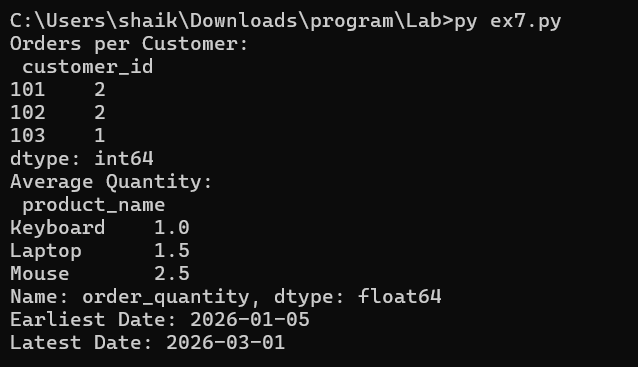 C:\Users\shaik\Downloads\program\Lab>py ex7.py
Orders per Customer:
 customer_id
101    2
102    2
103    1
dtype: int64
Average Quantity:
 product_name
Keyboard    1.0
Laptop      1.5
Mouse       2.5
Name: order_quantity, dtype: float64
Earliest Date: 2026-01-05
Latest Date: 2026-03-01